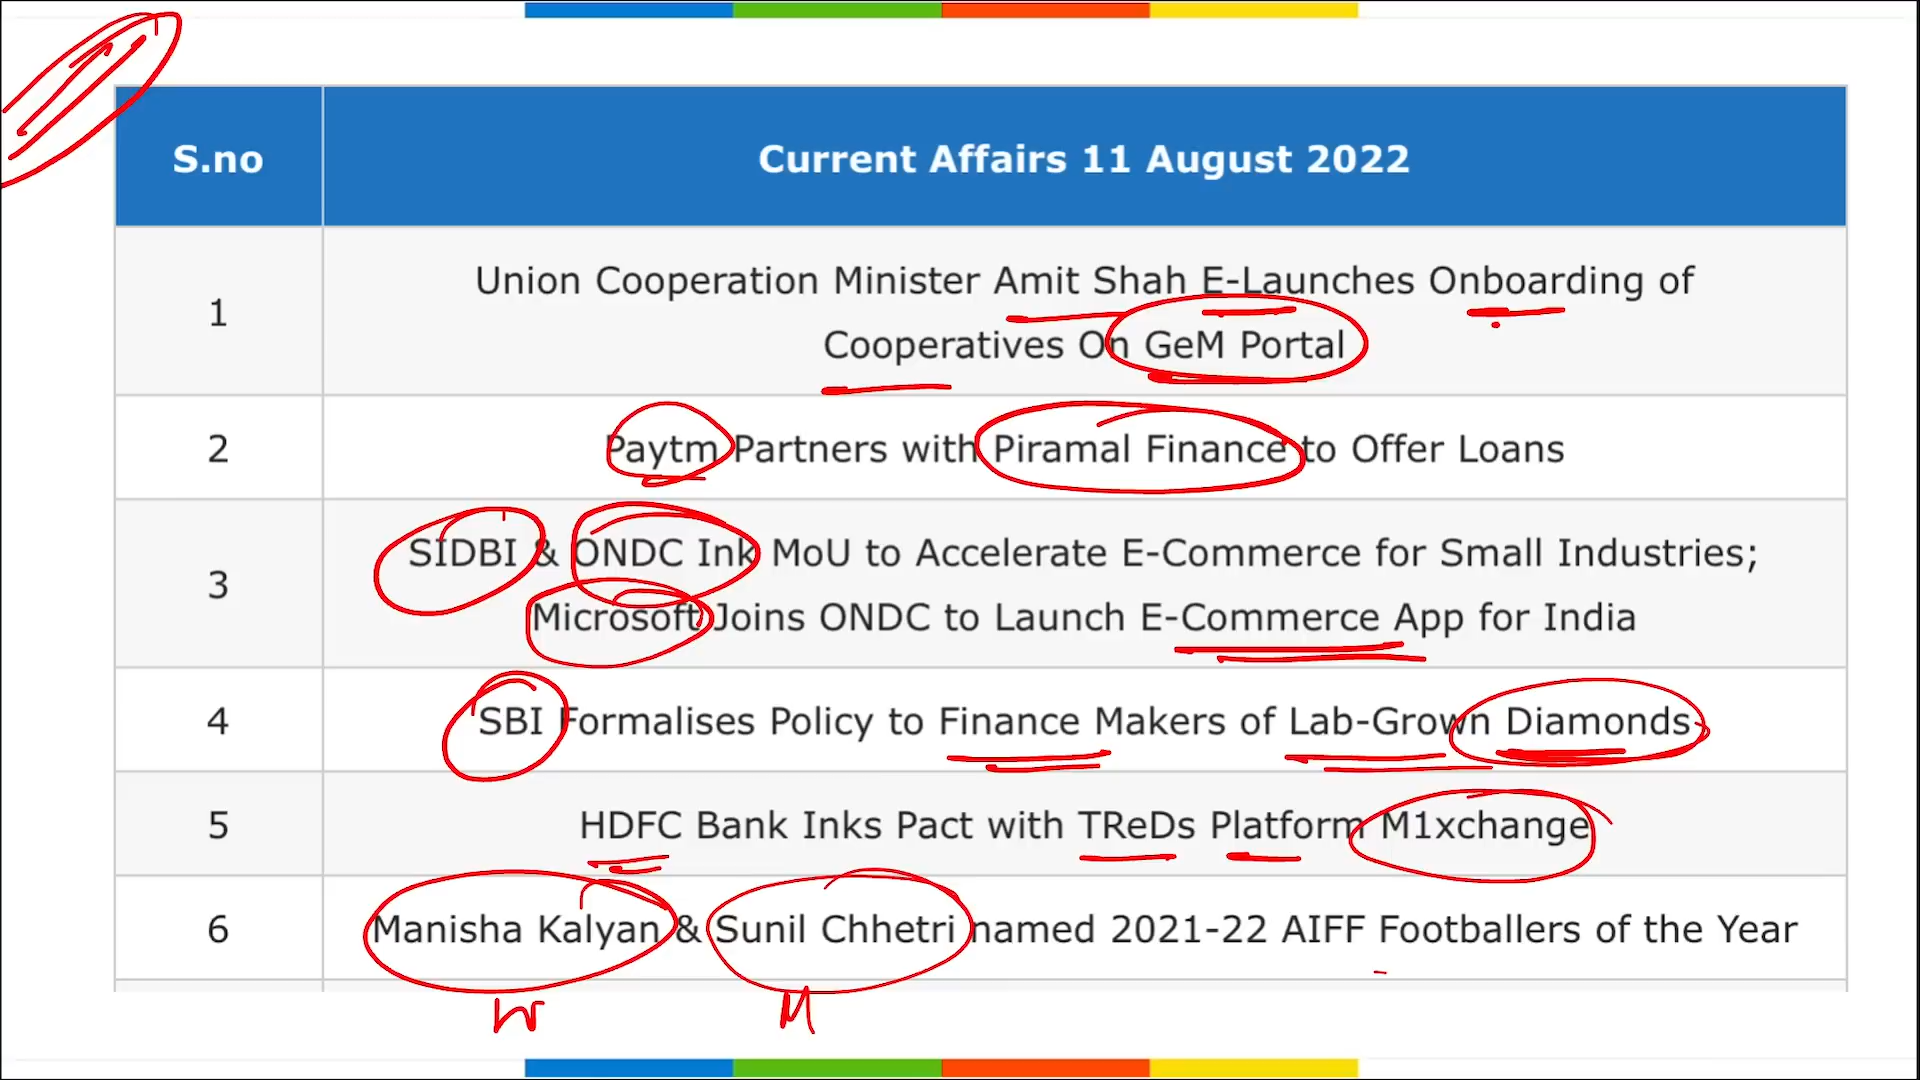 S.no Current Affairs 11 August 2022
1 Union Cooperation Minister Amit Shah E-Launches Onboarding of
Cooperatives On GeM Portal
2 Paytm Partners with Piramal Finance to Offer Loans
3 SIDBI & ONDC Ink MoU to Accelerate E-Commerce for Small Industries;
Microsoft Joins ONDC to Launch E-Commerce App for India
4 SBI Formalises Policy to Finance Makers of Lab-Grown Diamonds
5 HDFC Bank Inks Pact with TReDs Platform M1xchange
6 Manisha Kalyan & Sunil Chhetri named 2021-22 AIFF Footballers of the Year
W M